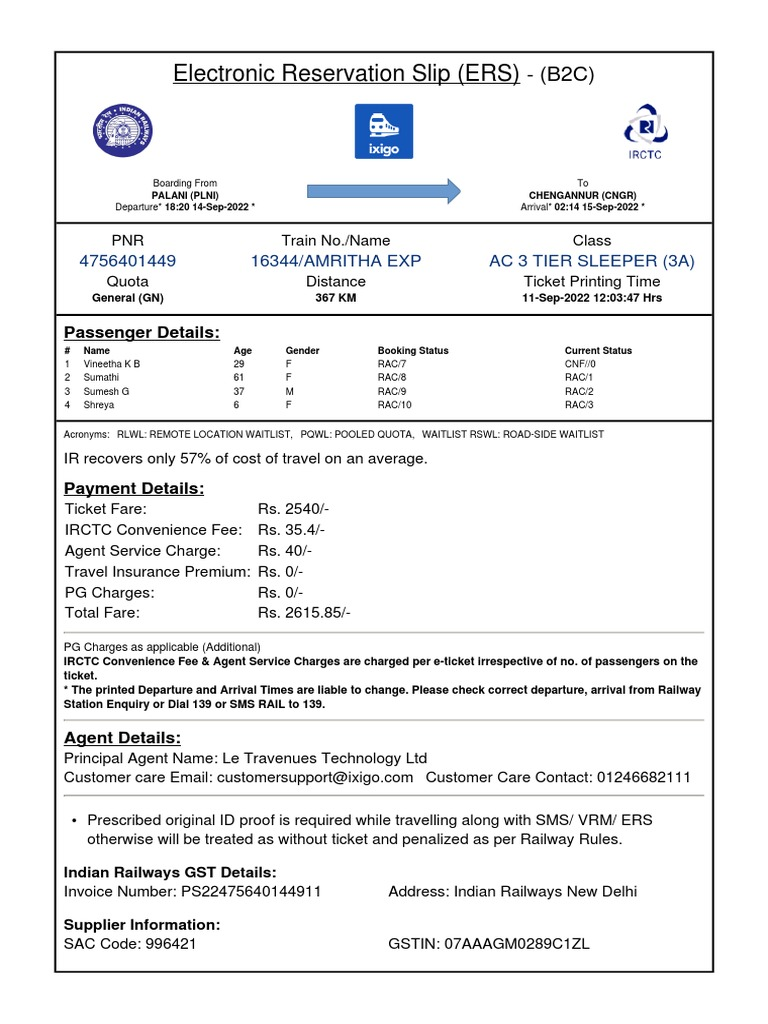 Electronic Reservation Slip (ERS) - (B2C)
INDIAN RAILWAYS
ixigo
IRCTC
Boarding From
PALANI (PLNI)
Departure* 18:20 14-Sep-2022 *
To
CHENGANNUR (CNGR)
Arrival* 02:14 15-Sep-2022 *
PNR Train No./Name Class
4756401449 16344/AMRITHA EXP AC 3 TIER SLEEPER (3A)
Quota Distance Ticket Printing Time
General (GN) 367 KM 11-Sep-2022 12:03:47 Hrs
Passenger Details:
# Name Age Gender Booking Status Current Status
1 Vineetha K B 29 F RAC/7 CNF//0
2 Sumathi 61 F RAC/8 RAC/1
3 Sumesh G 37 M RAC/9 RAC/2
4 Shreya 6 F RAC/10 RAC/3
Acronyms: RLWL: REMOTE LOCATION WAITLIST, PQWL: POOLED QUOTA, WAITLIST RSWL: ROAD-SIDE WAITLIST
IR recovers only 57% of cost of travel on an average.
Payment Details:
Ticket Fare: Rs. 2540/-
IRCTC Convenience Fee: Rs. 35.4/-
Agent Service Charge: Rs. 40/-
Travel Insurance Premium: Rs. 0/-
PG Charges: Rs. 0/-
Total Fare: Rs. 2615.85/-
PG Charges as applicable (Additional)
IRCTC Convenience Fee & Agent Service Charges are charged per e-ticket irrespective of no. of passengers on the
ticket.
* The printed Departure and Arrival Times are liable to change. Please check correct departure, arrival from Railway
Station Enquiry or Dial 139 or SMS RAIL to 139.
Agent Details:
Principal Agent Name: Le Travenues Technology Ltd
Customer care Email: customersupport@ixigo.com Customer Care Contact: 01246682111
• Prescribed original ID proof is required while travelling along with SMS/ VRM/ ERS
otherwise will be treated as without ticket and penalized as per Railway Rules.
Indian Railways GST Details:
Invoice Number: PS22475640144911 Address: Indian Railways New Delhi
Supplier Information:
SAC Code: 996421 GSTIN: 07AAAGM0289C1ZL